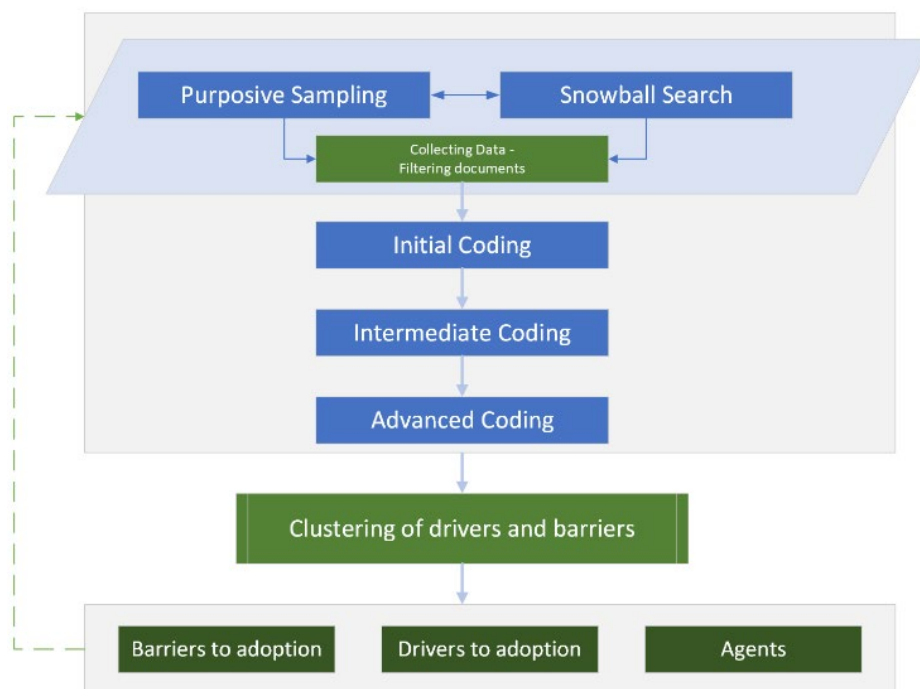 Purposive Sampling
Snowball Search
Collecting Data -
Filtering documents
Initial Coding
Intermediate Coding
Advanced Coding
Clustering of drivers and barriers
Barriers to adoption
Drivers to adoption
Agents